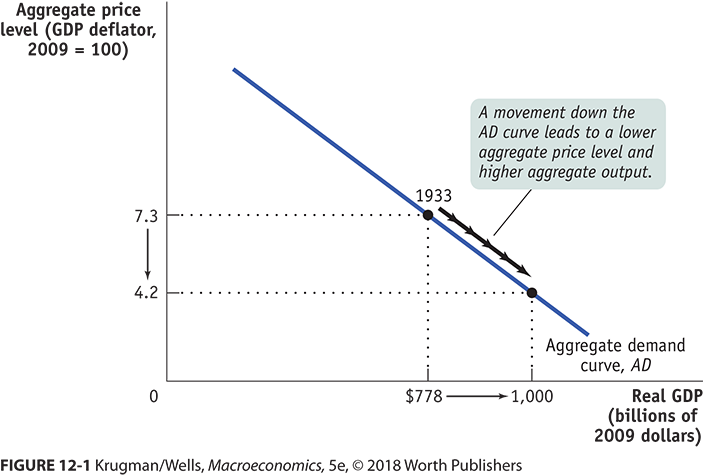 Aggregate price
level (GDP deflator,
2009 = 100)
A movement down the
AD curve leads to a lower
aggregate price level and
higher aggregate output.
1933
7.3
4.2
Aggregate demand
curve, AD
0
$778
1,000
Real GDP
(billions of
2009 dollars)
FIGURE 12-1 Krugman/Wells, Macroeconomics, 5e, © 2018 Worth Publishers